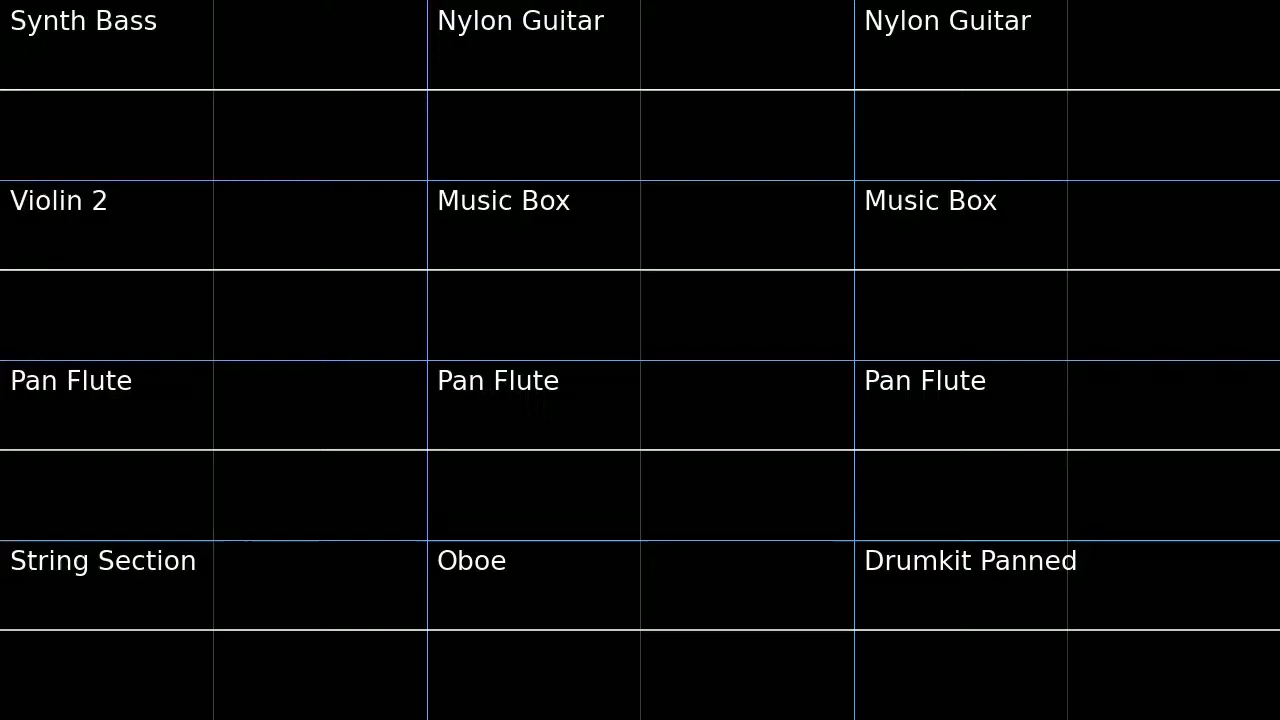 Synth Bass
Nylon Guitar
Nylon Guitar
Violin 2
Music Box
Music Box
Pan Flute
Pan Flute
Pan Flute
String Section
Oboe
Drumkit Panned